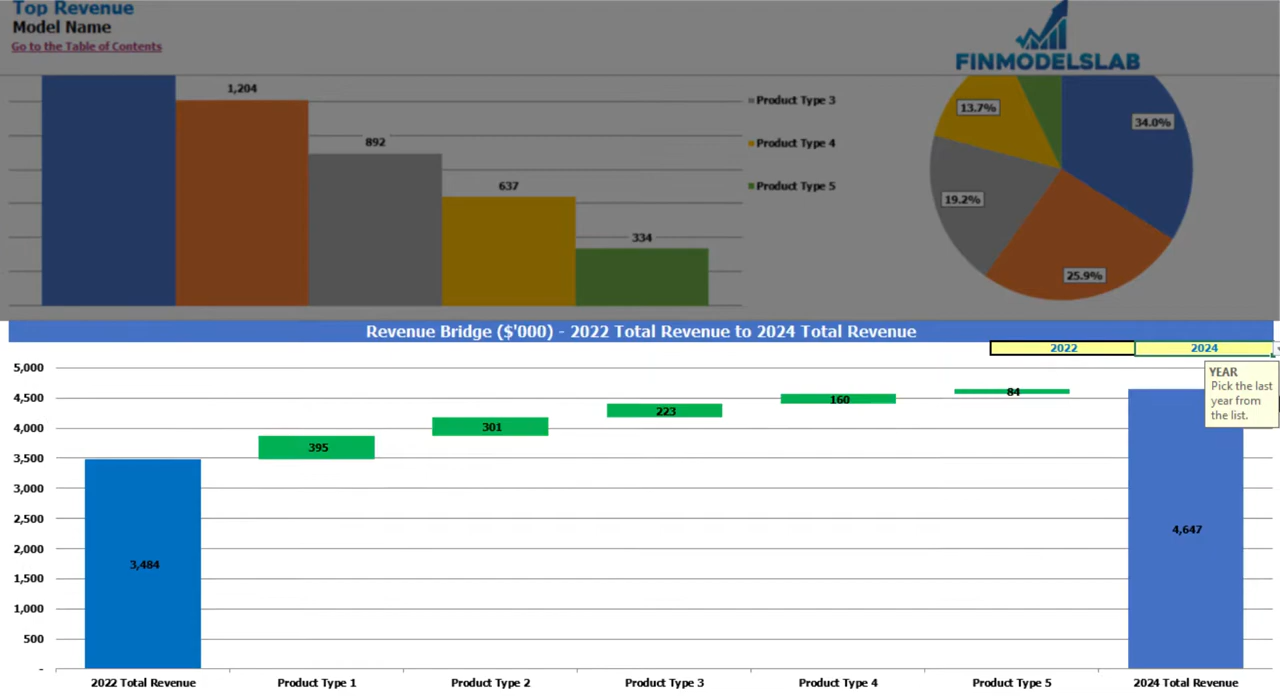 Top Revenue
Model Name
Go to the Table of Contents
FINMODELSLAB
1,204
892
637
334
Product Type 3
Product Type 4
Product Type 5
13.7%
34.0%
19.2%
25.9%
Revenue Bridge ($'000) - 2022 Total Revenue to 2024 Total Revenue
2022
2024
YEAR
Pick the last
year from
the list.
5,000
4,500
4,000
3,500
3,000
2,500
2,000
1,500
1,000
500
-
3,484
395
301
223
160
84
4,647
2022 Total Revenue
Product Type 1
Product Type 2
Product Type 3
Product Type 4
Product Type 5
2024 Total Revenue